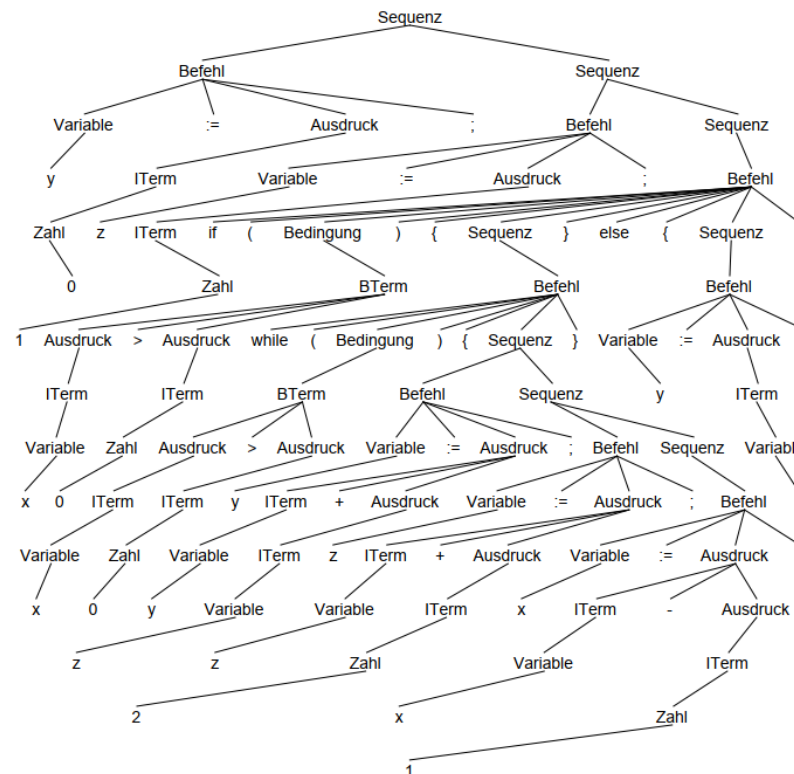 Sequenz
Befehl Sequenz
Variable := Ausdruck ; Befehl Sequenz
y ITerm Variable := Ausdruck ; Befehl
Zahl z ITerm if ( Bedingung ) { Sequenz } else { Sequenz
0 Zahl BTerm Befehl Befehl
1 Ausdruck > Ausdruck while ( Bedingung ) { Sequenz } Variable := Ausdruck
ITerm ITerm BTerm Befehl Sequenz y ITerm
Variable Zahl Ausdruck > Ausdruck Variable := Ausdruck ; Befehl Sequenz Variabl
x 0 ITerm ITerm y ITerm + Ausdruck Variable := Ausdruck ; Befehl
Variable Zahl Variable ITerm z ITerm + Ausdruck Variable := Ausdruck
x 0 y Variable Variable ITerm x ITerm - Ausdruck
z z Zahl Variable ITerm
2 x Zahl
1